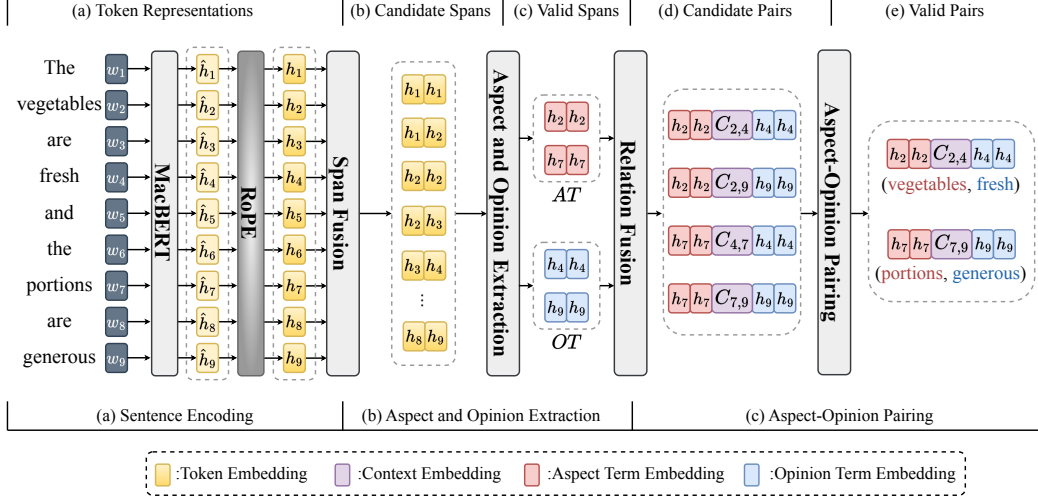 (a) Token Representations
(b) Candidate Spans
(c) Valid Spans
(d) Candidate Pairs
(e) Valid Pairs
The
vegetables
are
fresh
and
the
portions
are
generous
w₁
w₂
w₃
w₄
w₅
w₆
w₇
w₈
w₉
MacBERT
ĥ₁
ĥ₂
ĥ₃
ĥ₄
ĥ₅
ĥ₆
ĥ₇
ĥ₈
ĥ₉
RoPE
h₁
h₂
h₃
h₄
h₅
h₆
h₇
h₈
h₉
Span Fusion
h₁ h₁
h₁ h₂
h₂ h₂
h₂ h₃
h₃ h₄
⋮
h₈ h₉
Aspect and Opinion Extraction
h₂ h₂
h₇ h₇
AT
h₄ h₄
h₉ h₉
OT
Relation Fusion
h₂ h₂ C₂,₄ h₄ h₄
h₂ h₂ C₂,₉ h₉ h₉
h₇ h₇ C₄,₇ h₄ h₄
h₇ h₇ C₇,₉ h₉ h₉
Aspect-Opinion Pairing
h₂ h₂ C₂,₄ h₄ h₄
(vegetables, fresh)
h₇ h₇ C₇,₉ h₉ h₉
(portions, generous)
(a) Sentence Encoding
(b) Aspect and Opinion Extraction
(c) Aspect-Opinion Pairing
:Token Embedding
:Context Embedding
:Aspect Term Embedding
:Opinion Term Embedding